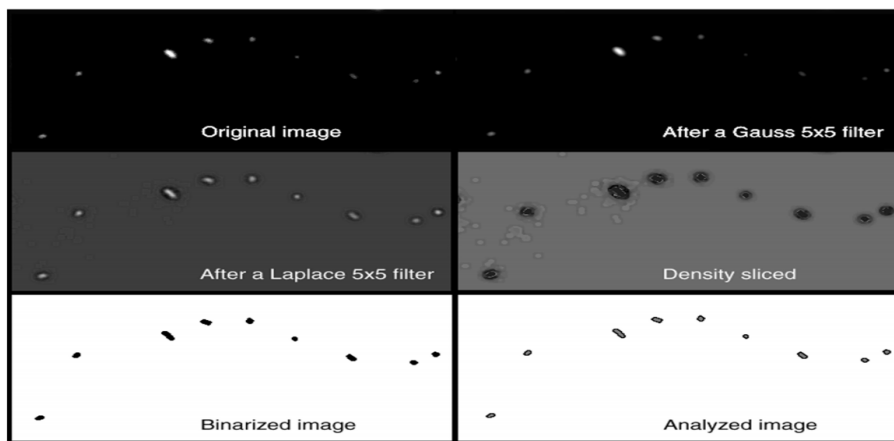 Original image
After a Gauss 5x5 filter
After a Laplace 5x5 filter
Density sliced
Binarized image
Analyzed image